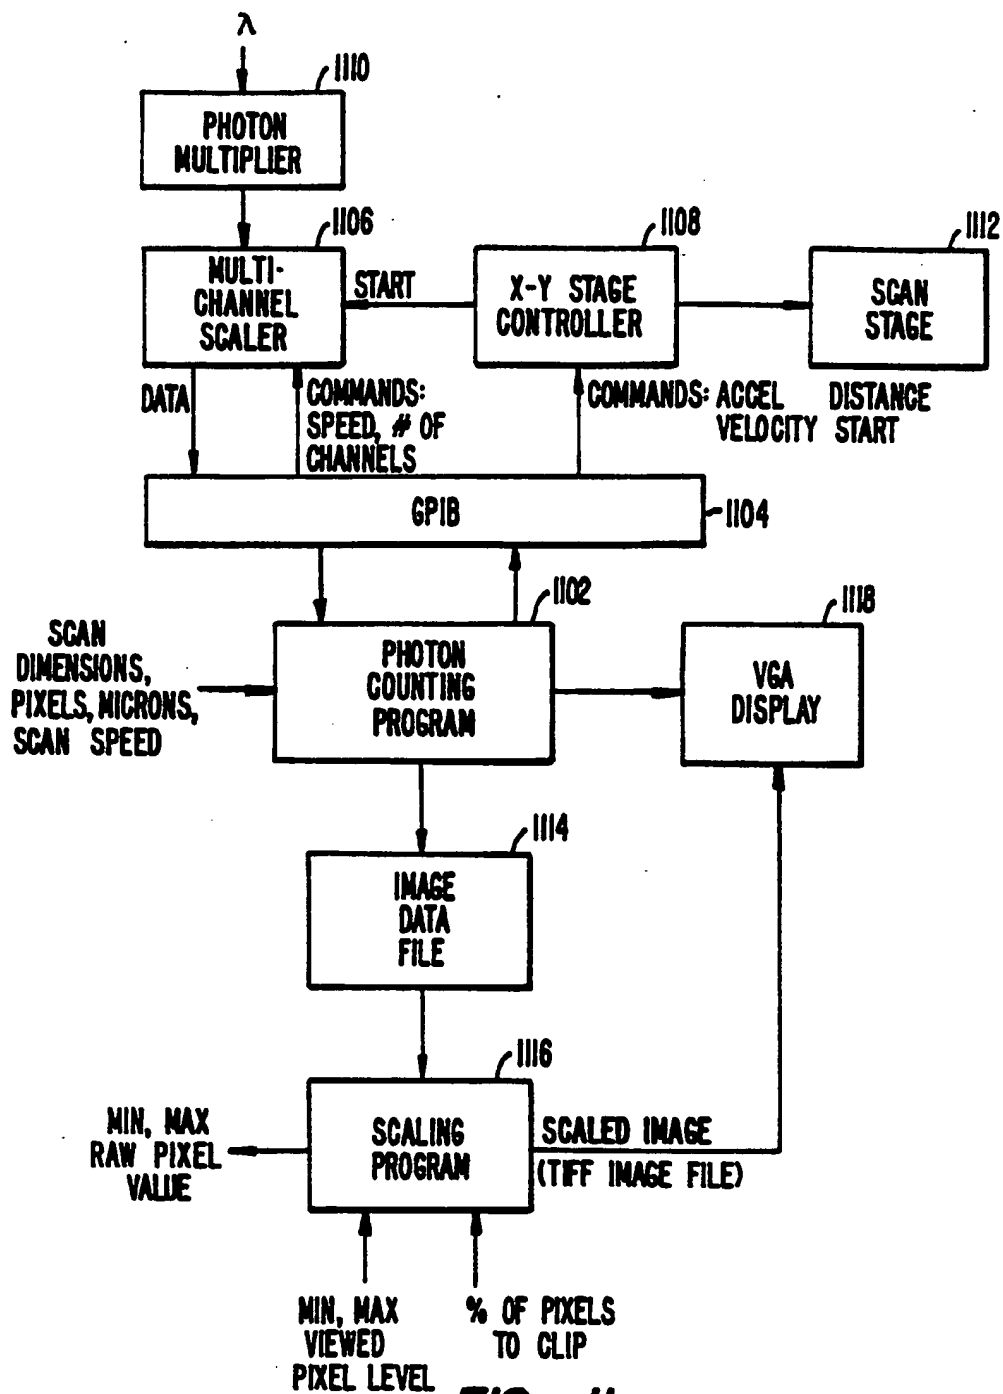 λ
1110
PHOTON
MULTIPLIER
1106
MULTI-
CHANNEL
SCALER
START
1108
X-Y STAGE
CONTROLLER
1112
SCAN
STAGE
DATA
COMMANDS:
SPEED, # OF
CHANNELS
COMMANDS: ACCEL DISTANCE
VELOCITY START
GPIB
1104
1102
SCAN
DIMENSIONS,
PIXELS, MICRONS,
SCAN SPEED
PHOTON
COUNTING
PROGRAM
1118
VGA
DISPLAY
1114
IMAGE
DATA
FILE
1116
MIN, MAX
RAW PIXEL
VALUE
SCALING
PROGRAM
SCALED IMAGE
(TIFF IMAGE FILE)
MIN, MAX
VIEWED
PIXEL LEVEL
% OF PIXELS
TO CLIP